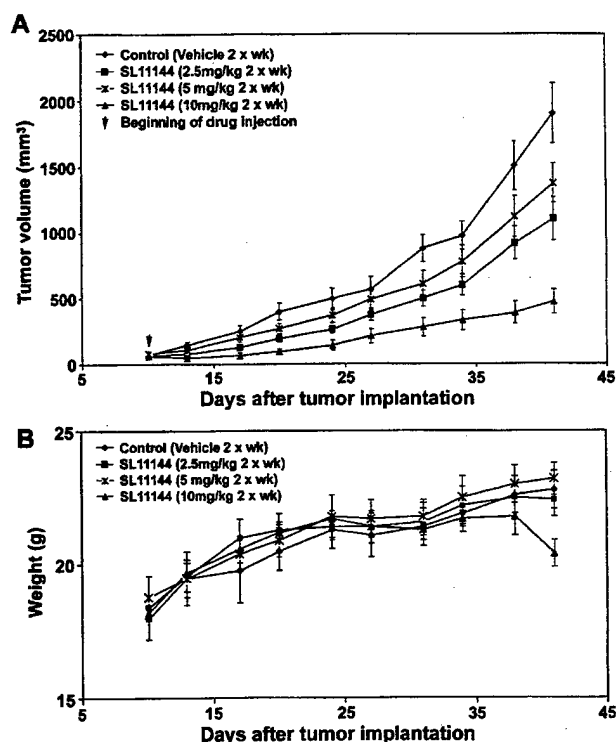 A
2500
2000
1500
1000
500
0
Tumor volume (mm³)
Control (Vehicle 2 x wk)
SL11144 (2.5mg/kg 2 x wk)
SL11144 (5 mg/kg 2 x wk)
SL11144 (10mg/kg 2 x wk)
Beginning of drug injection
5 15 25 35 45
Days after tumor implantation
B
25
20
15
Weight (g)
Control (Vehicle 2 x wk)
SL11144 (2.5mg/kg 2 x wk)
SL11144 (5 mg/kg 2 x wk)
SL11144 (10mg/kg 2 x wk)
5 15 25 35 45
Days after tumor implantation